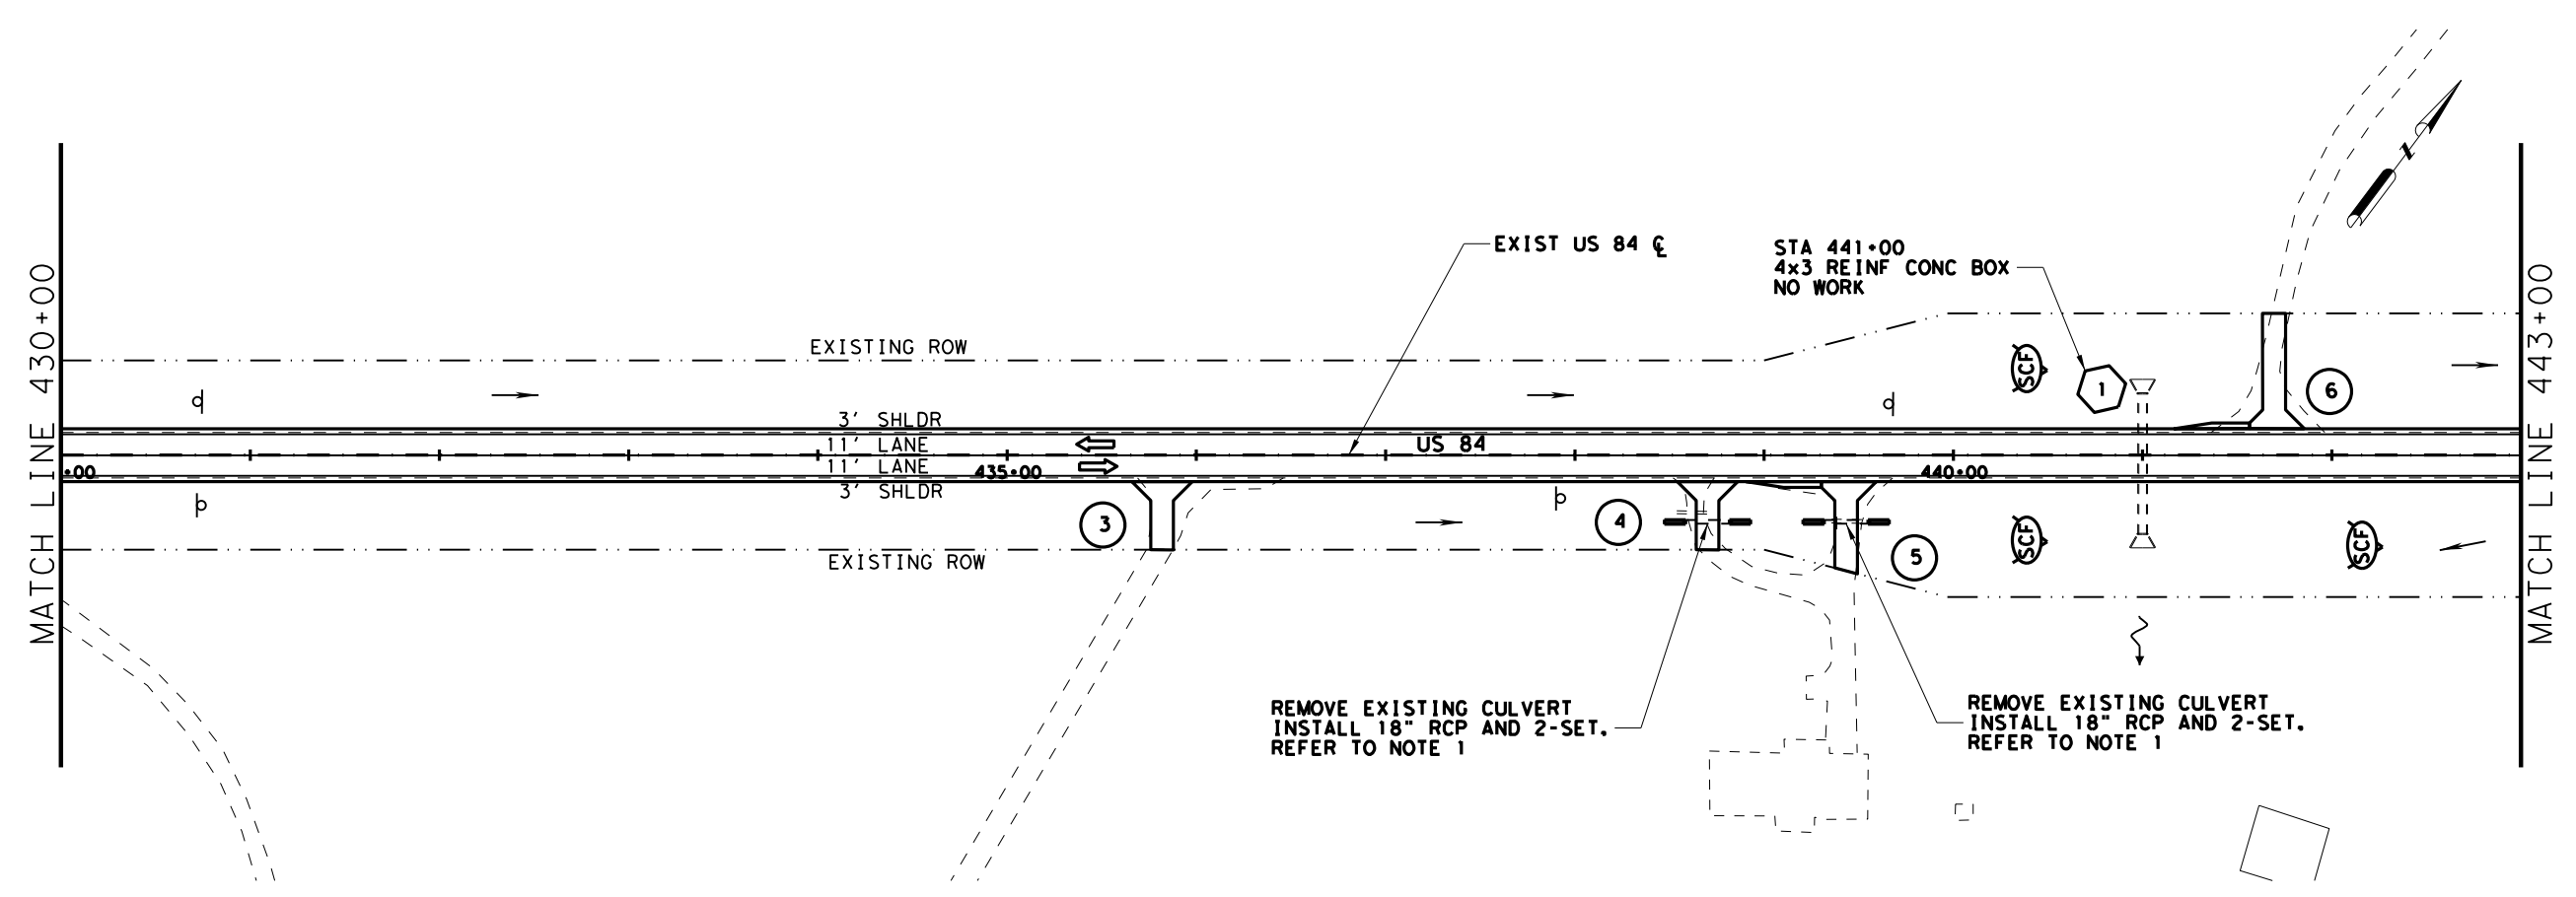 N
EXIST US 84 ℄
STA 441+00
4x3 REINF CONC BOX
NO WORK
MATCH LINE 430+00
MATCH LINE 443+00
EXISTING ROW
SCF
1
6
3' SHLDR
11' LANE
US 84
11' LANE
+00
435+00
440+00
3' SHLDR
3
4
5
SCF
SCF
EXISTING ROW
REMOVE EXISTING CULVERT
INSTALL 18" RCP AND 2-SET.
REFER TO NOTE 1
REMOVE EXISTING CULVERT
INSTALL 18" RCP AND 2-SET.
REFER TO NOTE 1